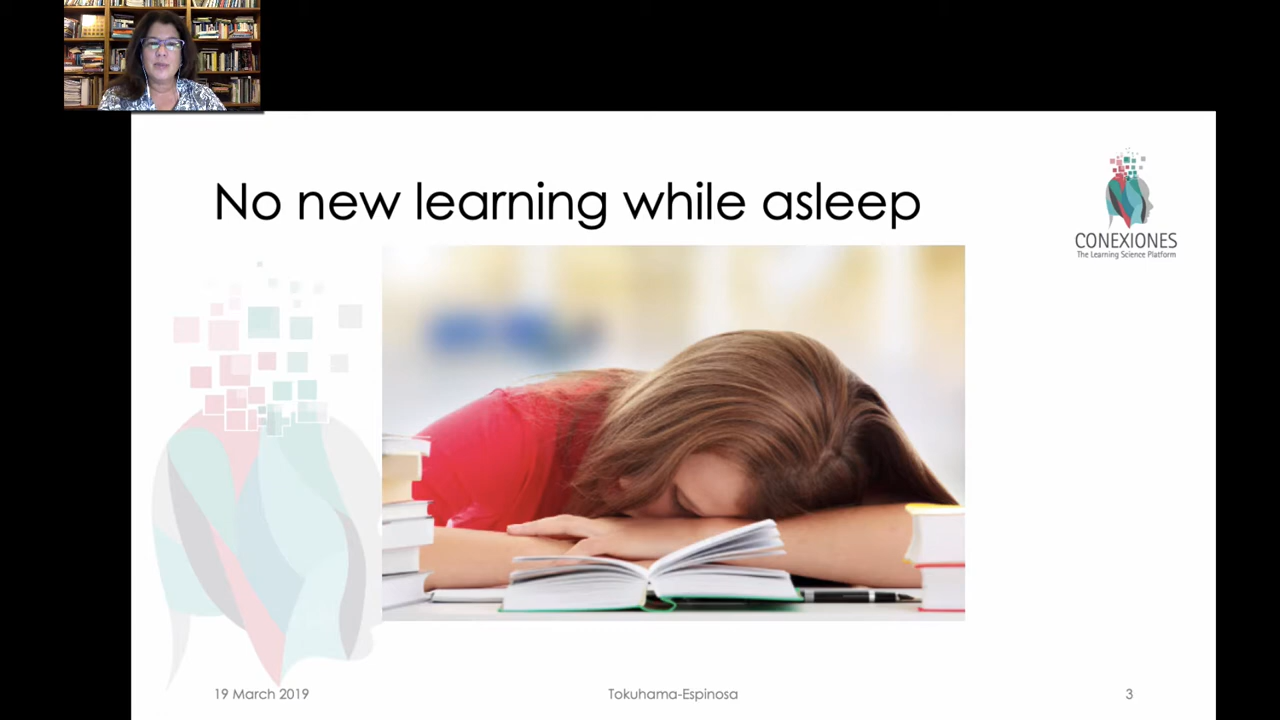 No new learning while asleep
CONEXIONES
The Learning Science Platform
19 March 2019
Tokuhama-Espinosa
3